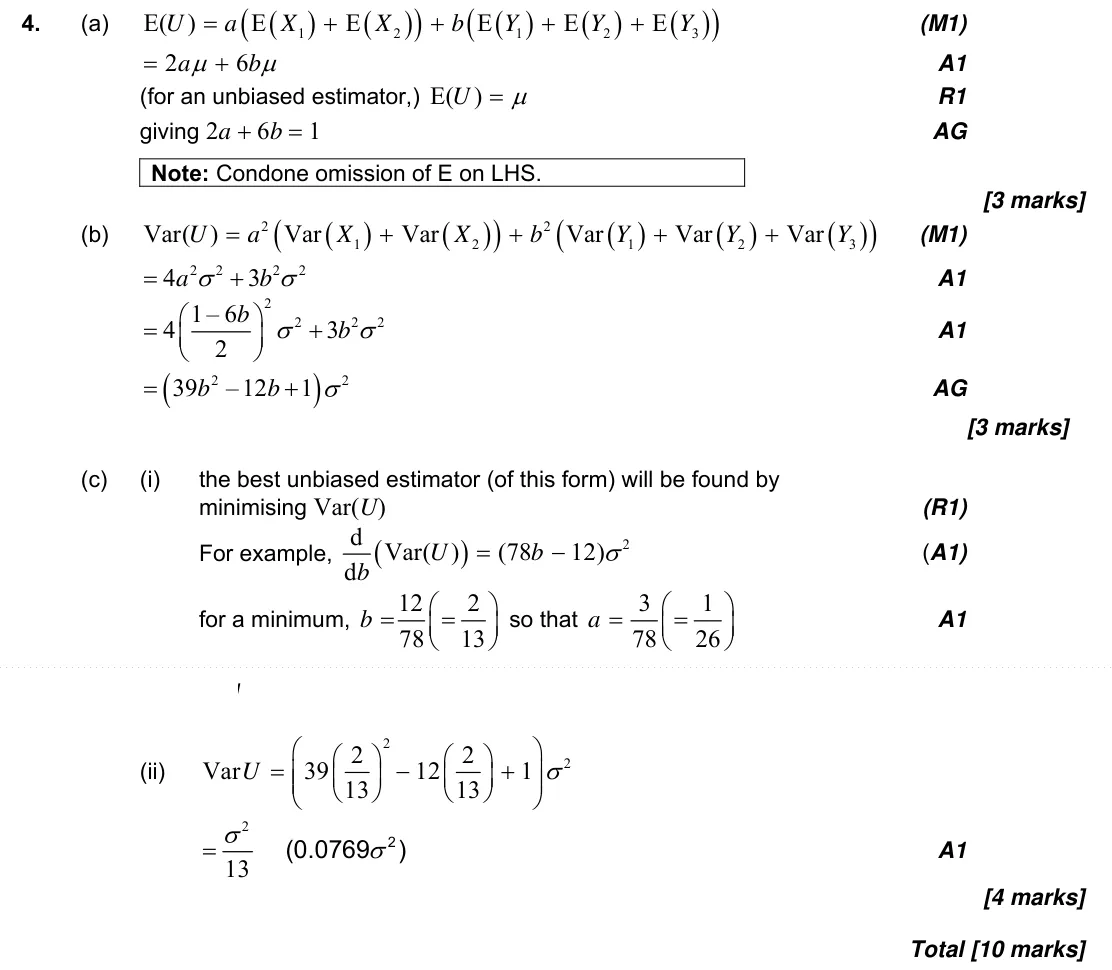 4. (a) E(U) = a(E(X₁) + E(X₂)) + b(E(Y₁) + E(Y₂) + E(Y₃)) (M1)
= 2aμ + 6bμ A1
(for an unbiased estimator,) E(U) = μ R1
giving 2a + 6b = 1 AG
Note: Condone omission of E on LHS.
[3 marks]
(b) Var(U) = a²(Var(X₁) + Var(X₂)) + b²(Var(Y₁) + Var(Y₂) + Var(Y₃)) (M1)
= 4a²σ² + 3b²σ² A1
= 4((1 − 6b)/2)² σ² + 3b²σ² A1
= (39b² − 12b + 1)σ² AG
[3 marks]
(c) (i) the best unbiased estimator (of this form) will be found by
minimising Var(U) (R1)
For example, d/db (Var(U)) = (78b − 12)σ² (A1)
for a minimum, b = 12/78 (= 2/13) so that a = 3/78 (= 1/26) A1
(ii) Var U = (39(2/13)² − 12(2/13) + 1)σ²
= σ²/13 (0.0769σ²) A1
[4 marks]
Total [10 marks]